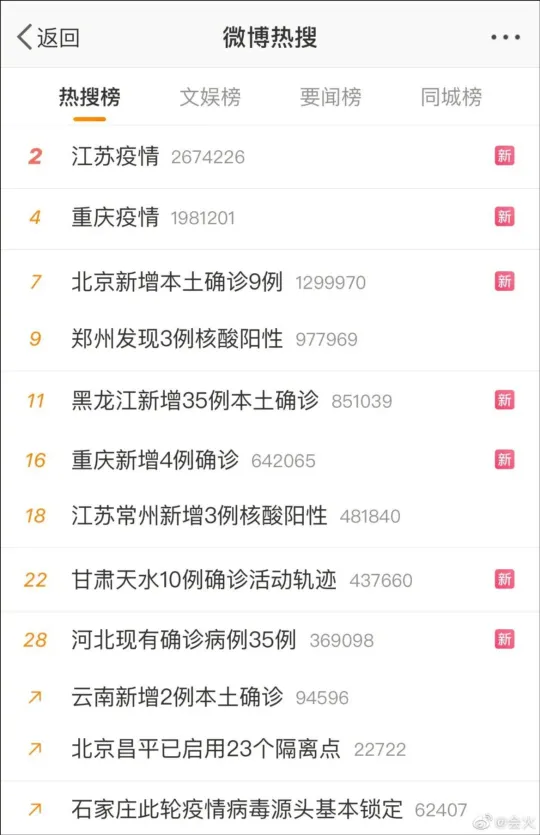 返回 微博热搜
热搜榜 文娱榜 要闻榜 同城榜
2 江苏疫情 2674226 新
4 重庆疫情 1981201 新
7 北京新增本土确诊9例 1299970 新
9 郑州发现3例核酸阳性 977969
11 黑龙江新增35例本土确诊 851039 新
16 重庆新增4例确诊 642065 新
18 江苏常州新增3例核酸阳性 481840
22 甘肃天水10例确诊活动轨迹 437660 新
28 河北现有确诊病例35例 369098 新
云南新增2例本土确诊 94596
北京昌平已启用23个隔离点 22722
石家庄此轮疫情病毒源头基本锁定 62407
@会火